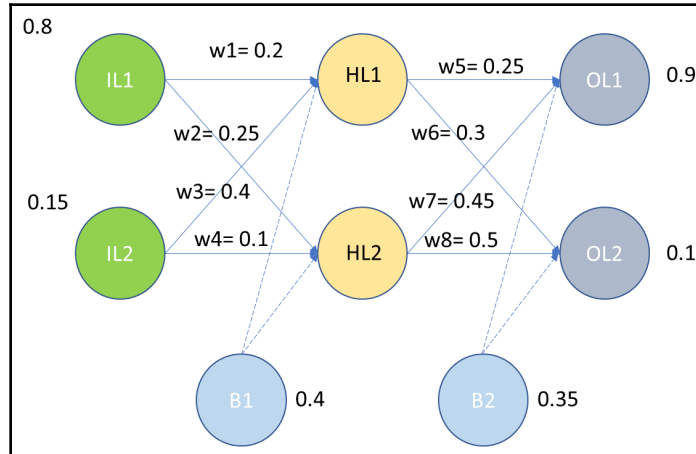 0.8
IL1
w1= 0.2
HL1
w5= 0.25
OL1
0.9
w2= 0.25
w6= 0.3
0.15
w3= 0.4
w7= 0.45
IL2
w4= 0.1
HL2
w8= 0.5
OL2
0.1
B1
0.4
B2
0.35